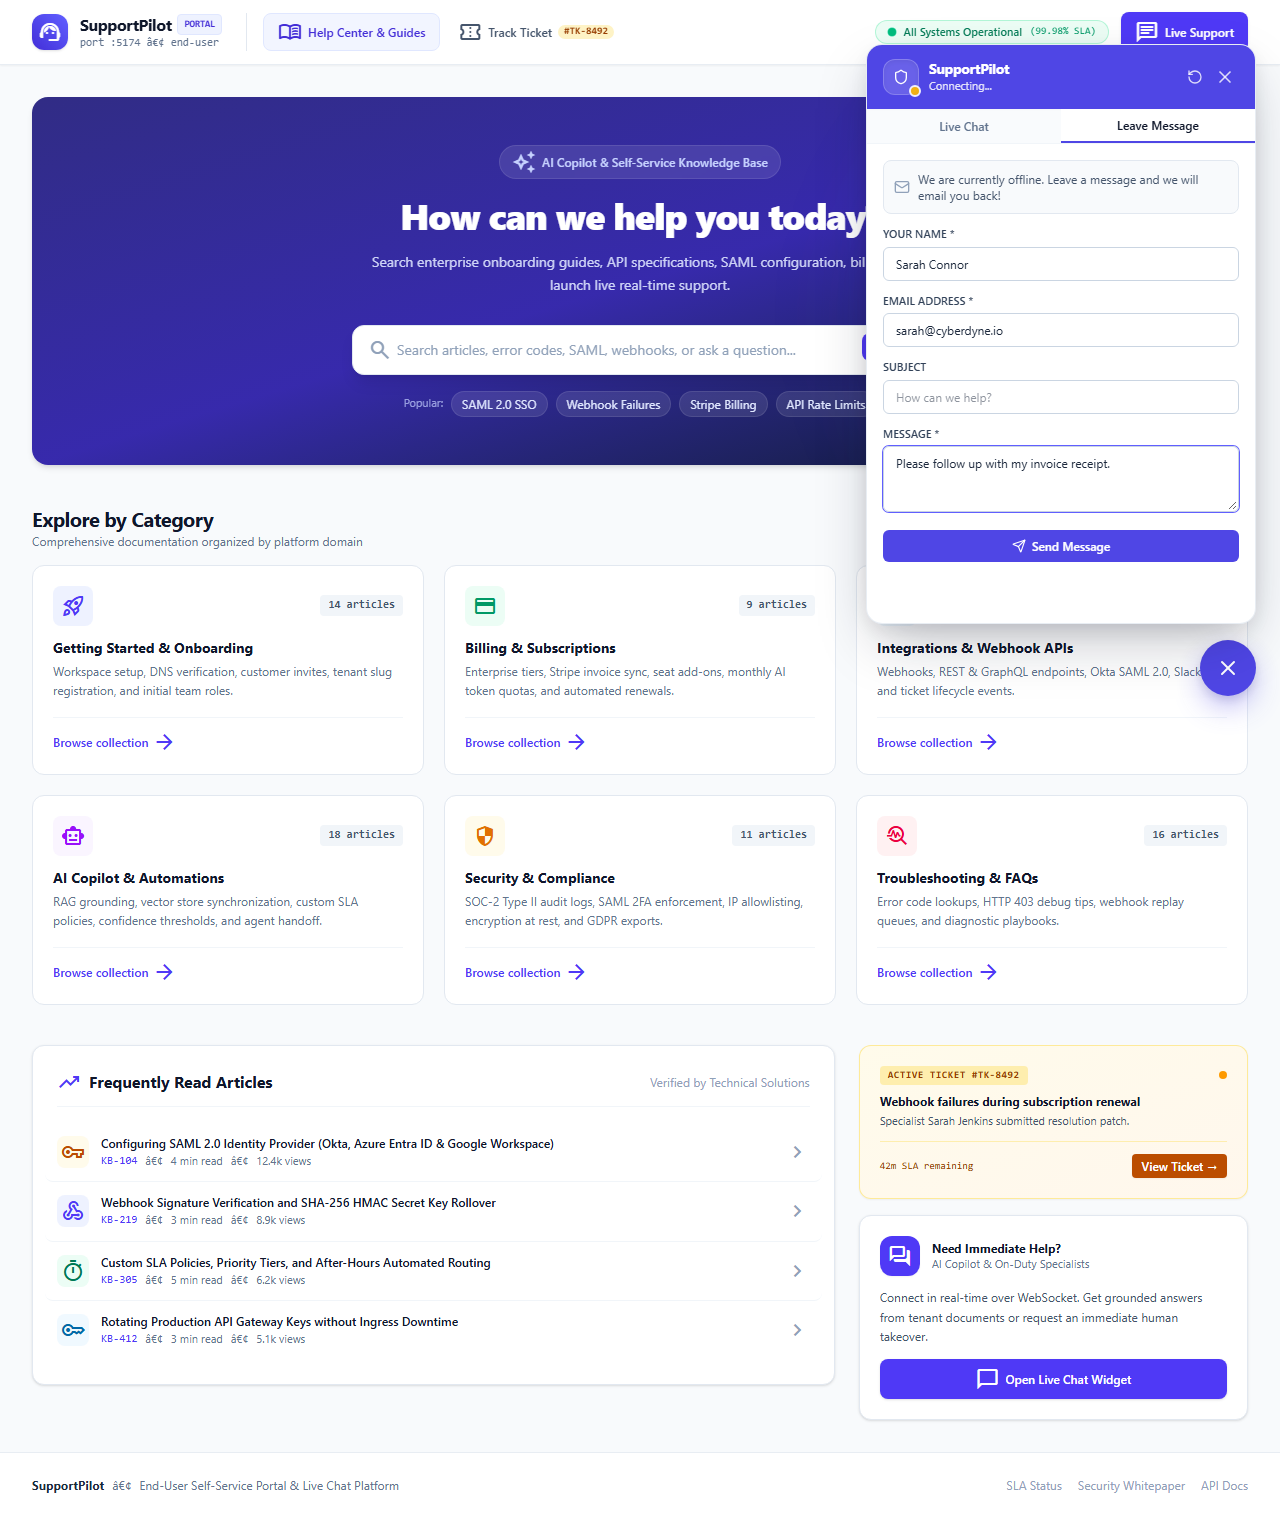 SupportPilot PORTAL
port :5174 â€¢ end-user
Help Center & Guides
Track Ticket #TK-8492
All Systems Operational (99.98% SLA)
Live Support
AI Copilot & Self-Service Knowledge Base
How can we help you today
Search enterprise onboarding guides, API specifications, SAML configuration, bil
launch live real-time support.
Search articles, error codes, SAML, webhooks, or ask a question...
Popular: SAML 2.0 SSO Webhook Failures Stripe Billing API Rate Limits
SupportPilot
Connecting...
Live Chat
Leave Message
We are currently offline. Leave a message and we will
email you back!
YOUR NAME *
Sarah Connor
EMAIL ADDRESS *
sarah@cyberdyne.io
SUBJECT
How can we help?
MESSAGE *
Please follow up with my invoice receipt.
Send Message
Explore by Category
Comprehensive documentation organized by platform domain
14 articles
Getting Started & Onboarding
Workspace setup, DNS verification, customer invites, tenant slug
registration, and initial team roles.
Browse collection
9 articles
Billing & Subscriptions
Enterprise tiers, Stripe invoice sync, seat add-ons, monthly AI
token quotas, and automated renewals.
Browse collection
Integrations & Webhook APIs
Webhooks, REST & GraphQL endpoints, Okta SAML 2.0, Slack
and ticket lifecycle events.
Browse collection
18 articles
AI Copilot & Automations
RAG grounding, vector store synchronization, custom SLA
policies, confidence thresholds, and agent handoff.
Browse collection
11 articles
Security & Compliance
SOC-2 Type II audit logs, SAML 2FA enforcement, IP allowlisting,
encryption at rest, and GDPR exports.
Browse collection
16 articles
Troubleshooting & FAQs
Error code lookups, HTTP 403 debug tips, webhook replay
queues, and diagnostic playbooks.
Browse collection
Frequently Read Articles
Verified by Technical Solutions
Configuring SAML 2.0 Identity Provider (Okta, Azure Entra ID & Google Workspace)
KB-104 â€¢ 4 min read â€¢ 12.4k views
Webhook Signature Verification and SHA-256 HMAC Secret Key Rollover
KB-219 â€¢ 3 min read â€¢ 8.9k views
Custom SLA Policies, Priority Tiers, and After-Hours Automated Routing
KB-305 â€¢ 5 min read â€¢ 6.2k views
Rotating Production API Gateway Keys without Ingress Downtime
KB-412 â€¢ 3 min read â€¢ 5.1k views
ACTIVE TICKET #TK-8492
Webhook failures during subscription renewal
Specialist Sarah Jenkins submitted resolution patch.
42m SLA remaining
View Ticket →
Need Immediate Help?
AI Copilot & On-Duty Specialists
Connect in real-time over WebSocket. Get grounded answers
from tenant documents or request an immediate human
takeover.
Open Live Chat Widget
SupportPilot â€¢ End-User Self-Service Portal & Live Chat Platform
SLA Status Security Whitepaper API Docs